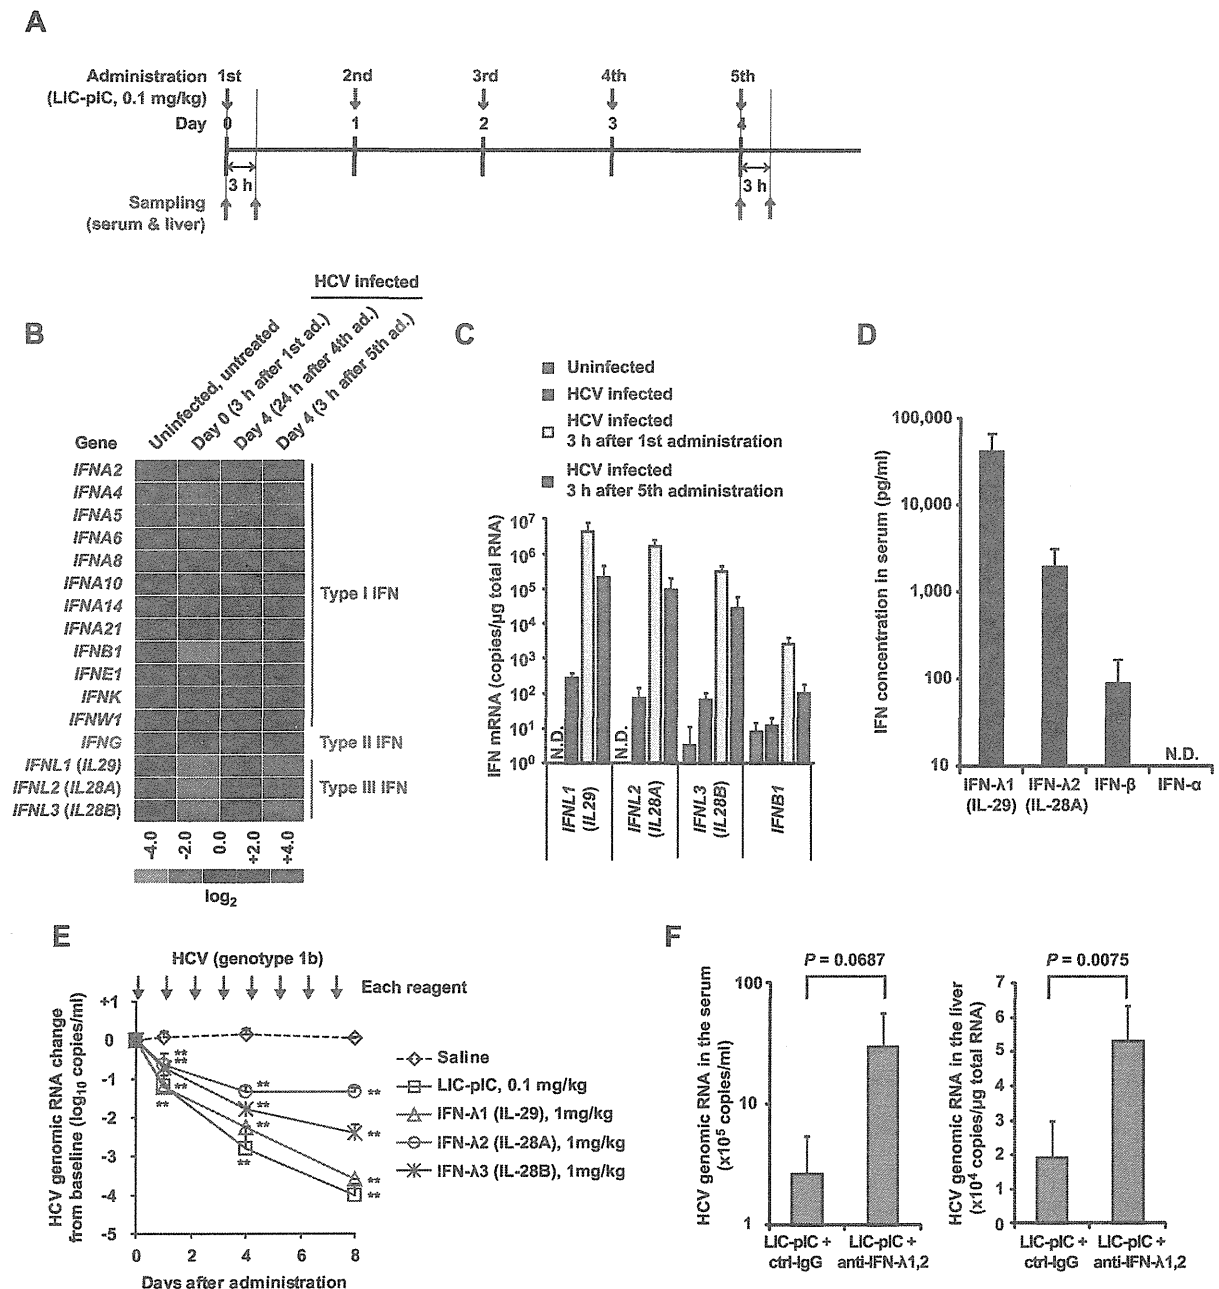 A
Administration 1st 2nd 3rd 4th 5th
(LIC-pIC, 0.1 mg/kg)
Day 0 1 2 3 4
3 h 3 h
Sampling
(serum & liver)
B
HCV infected
Uninfected, untreated
Day 0 (3 h after 1st ad.)
Day 4 (24 h after 4th ad.)
Day 4 (3 h after 5th ad.)
Gene
IFNA2
IFNA4
IFNA5
IFNA6
IFNA8
IFNA10
IFNA14
IFNA21
IFNB1
IFNE1
IFNK
IFNW1
IFNG
IFNL1 (IL29)
IFNL2 (IL28A)
IFNL3 (IL28B)
Type I IFN
Type II IFN
Type III IFN
-4.0 -2.0 0.0 +2.0 +4.0
log2
C
Uninfected
HCV infected
HCV infected
3 h after 1st administration
HCV infected
3 h after 5th administration
IFN mRNA (copies/µg total RNA)
10^7
10^6
10^5
10^4
10^3
10^2
10^1
10^0
N.D. N.D.
IFNL1
(IL29)
IFNL2
(IL28A)
IFNL3
(IL28B)
IFNB1
D
IFN concentration in serum (pg/ml)
100,000
10,000
1,000
100
10
N.D.
IFN-λ1 IFN-λ2 IFN-β IFN-α
(IL-29) (IL-28A)
E
HCV (genotype 1b)
Each reagent
HCV genomic RNA change
from baseline (log10 copies/ml)
+1
0
-1
-2
-3
-4
-5
**
**
**
**
**
**
**
**
**
**
**
**
0 2 4 6 8
Days after administration
Saline
LIC-pIC, 0.1 mg/kg
IFN-λ1 (IL-29), 1mg/kg
IFN-λ2 (IL-28A), 1mg/kg
IFN-λ3 (IL-28B), 1mg/kg
F
P = 0.0687
HCV genomic RNA in the serum
(x10^5 copies/ml)
100
10
1
LIC-pIC + LIC-pIC +
ctrl-IgG anti-IFN-λ1,2
P = 0.0075
HCV genomic RNA in the liver
(x10^4 copies/µg total RNA)
7
6
5
4
3
2
1
0
LIC-pIC + LIC-pIC +
ctrl-IgG anti-IFN-λ1,2